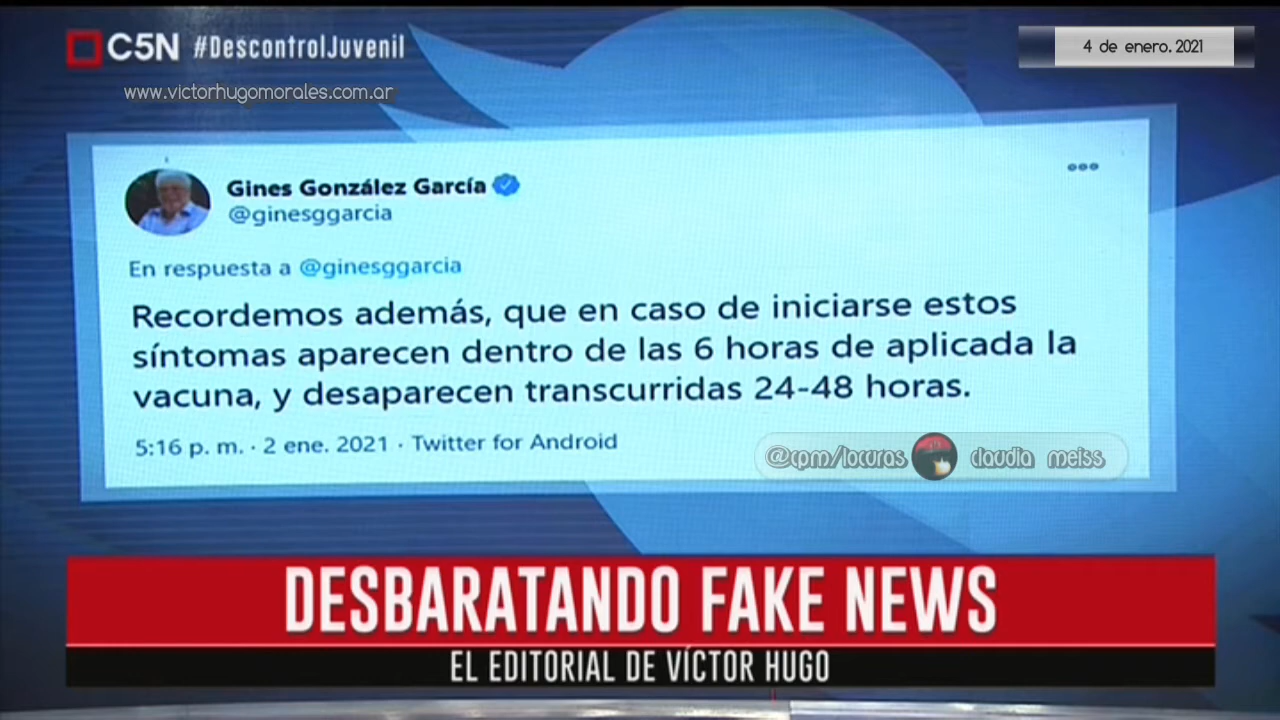 C5N #DescontrolJuvenil
4 de enero. 2021
www.victorhugomorales.com.ar
Gines González García
@ginesggarcia
En respuesta a @ginesggarcia
Recordemos además, que en caso de iniciarse estos
síntomas aparecen dentro de las 6 horas de aplicada la
vacuna, y desaparecen transcurridas 24-48 horas.
5:16 p. m. · 2 ene. 2021 · Twitter for Android
@cpm/locuras claudia meiss
DESBARATANDO FAKE NEWS
EL EDITORIAL DE VÍCTOR HUGO